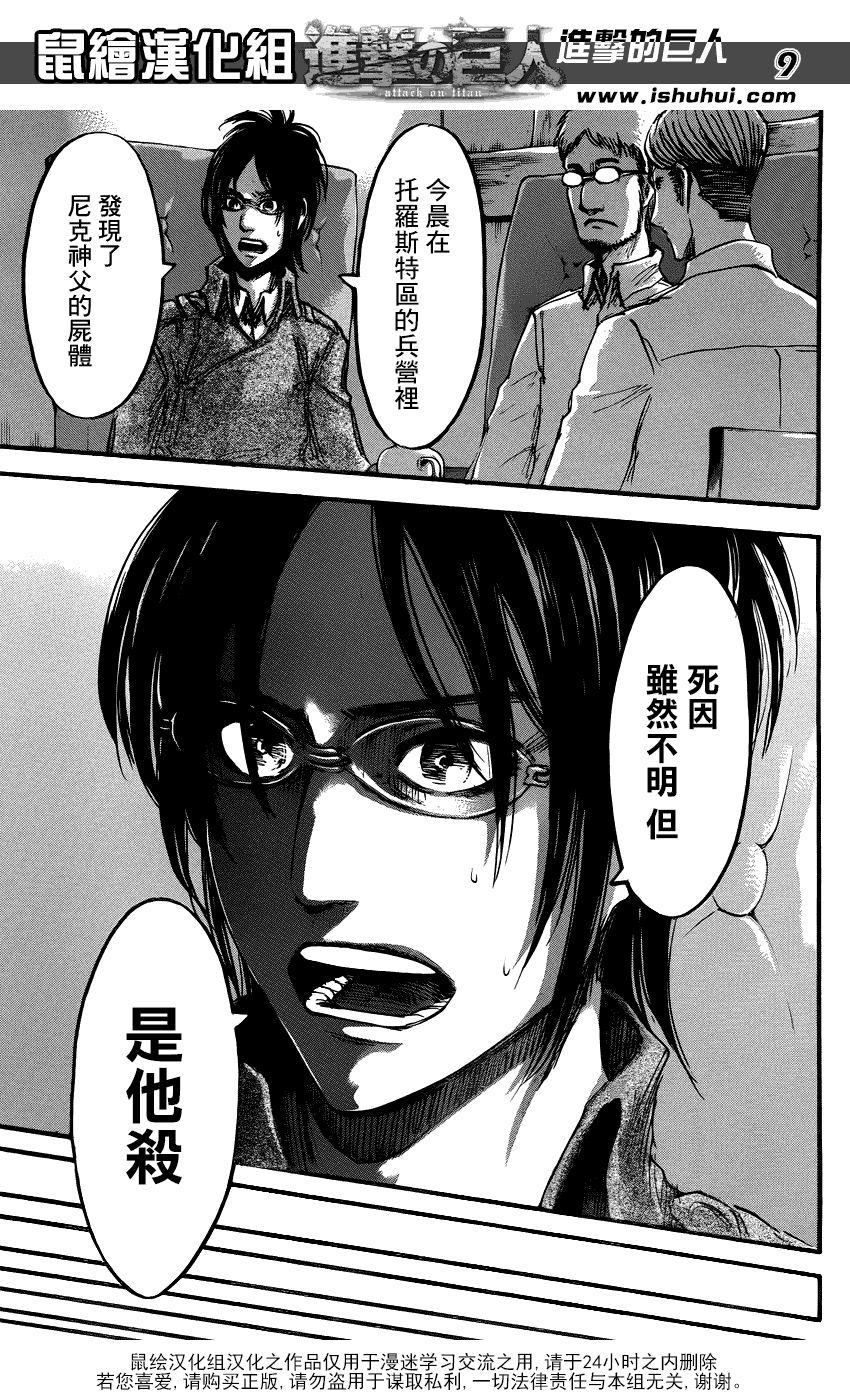 鼠繪漢化組
進撃の巨人
attack on titan
進擊的巨人
9
www.ishuhui.com
今晨在
托羅斯特區的兵營裡
發現了
尼克神父的屍體
死因
雖然不明 但
是他殺
鼠绘汉化组汉化之作品仅用于漫迷学习交流之用, 请于24小时之内删除
若您喜爱, 请购买正版, 请勿盗用于谋取私利, 一切法律责任与本组无关, 谢谢.